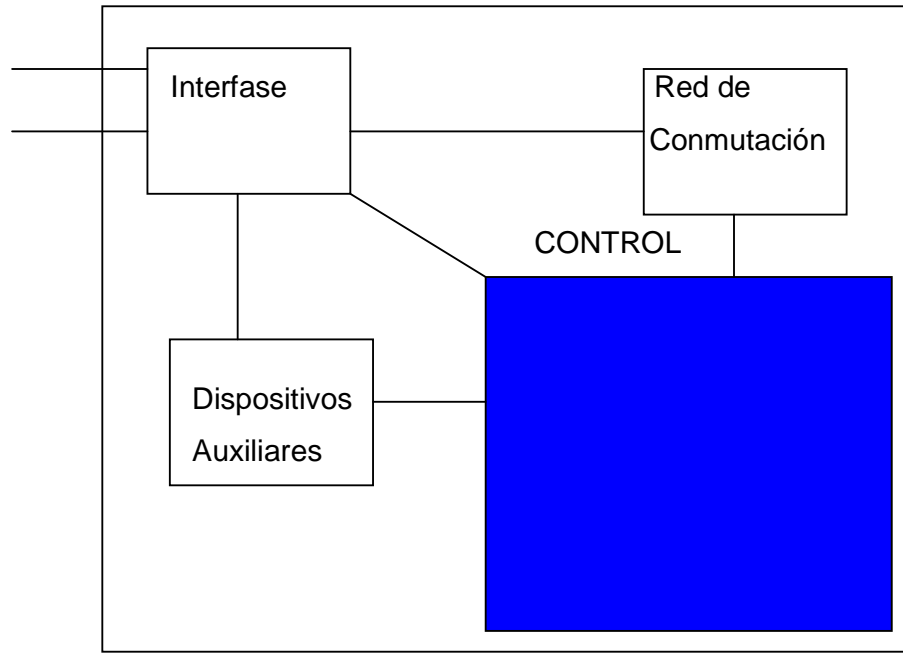 Interfase
Red de
Conmutación
CONTROL
Dispositivos
Auxiliares